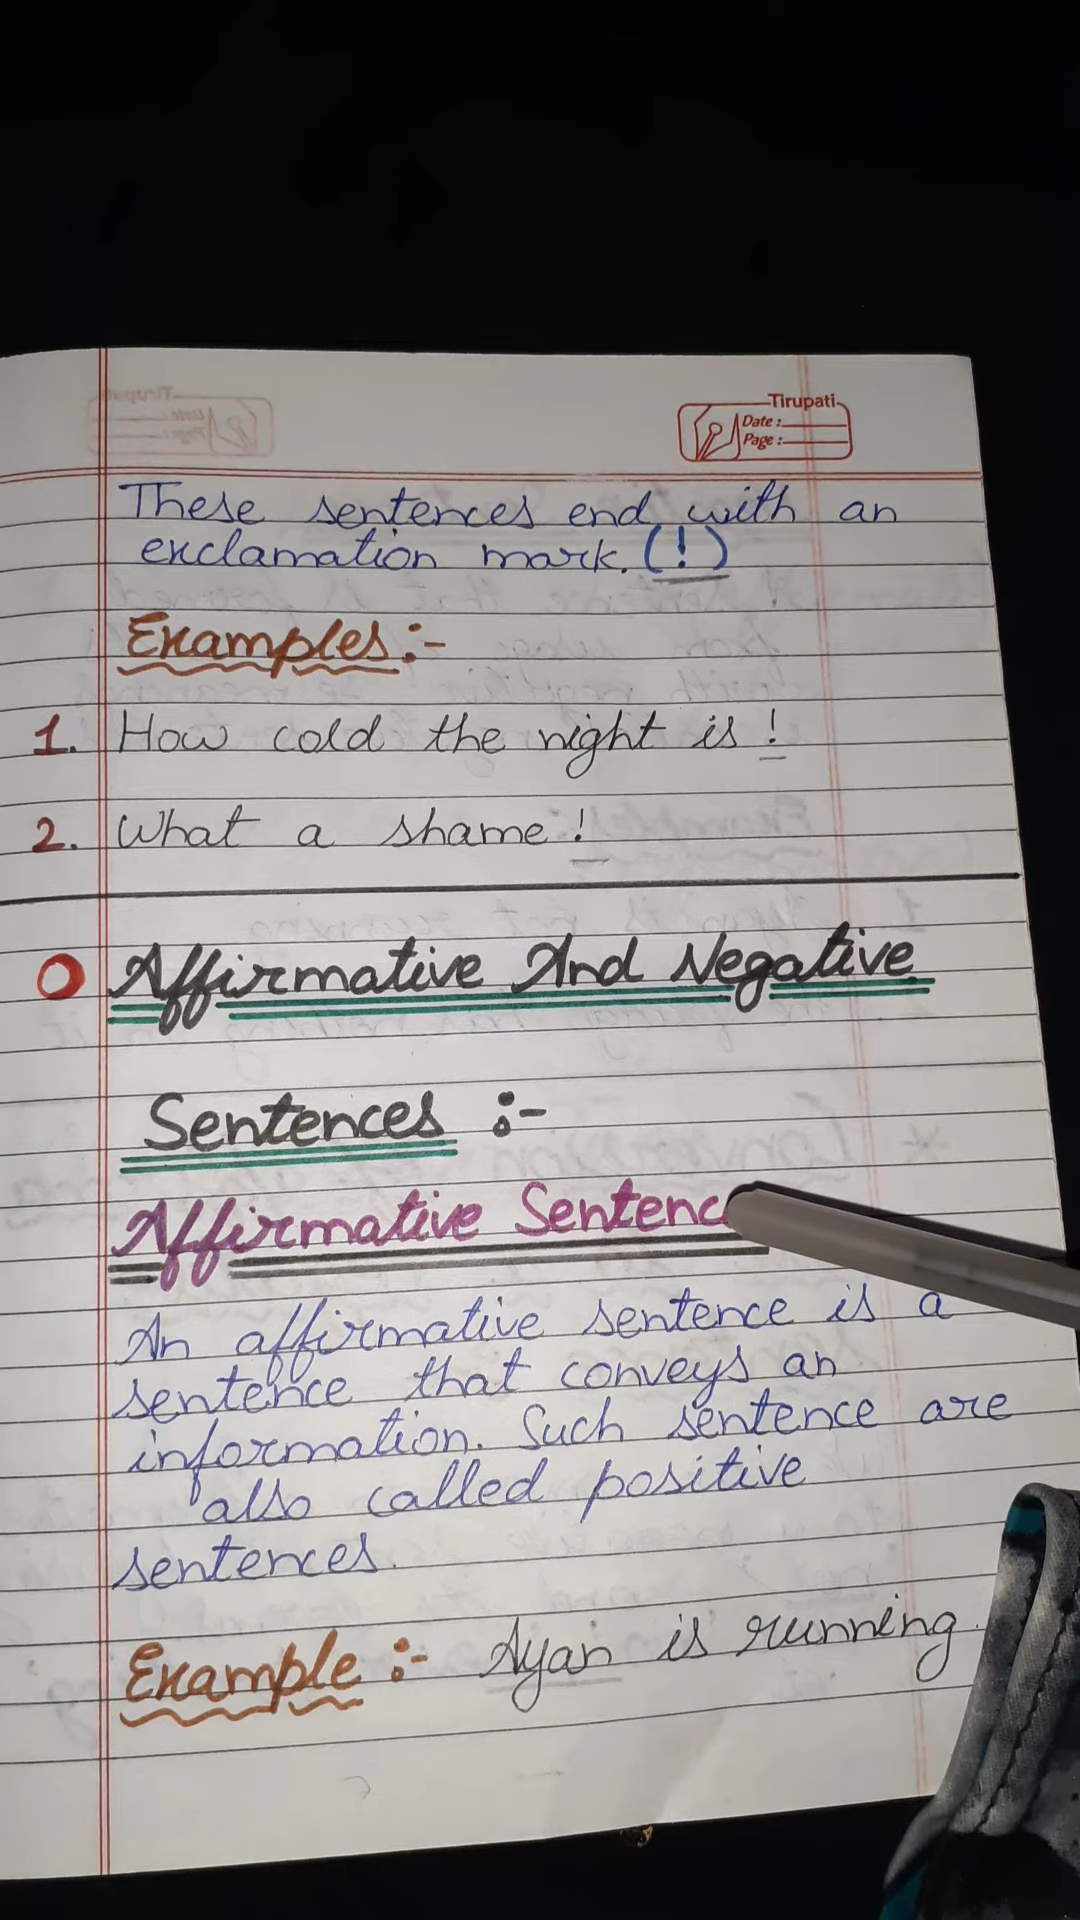 Tirupati
Date :
Page :
These sentences end with an
exclamation mark. (!)
Examples :-
1. How cold the night is !
2. What a shame !
Affirmative And Negative
Sentences :-
Affirmative
An affirmative sentence is a
sentence that conveys an
information. Such sentence are
also called positive
sentences.
Example :- Ayan is running.